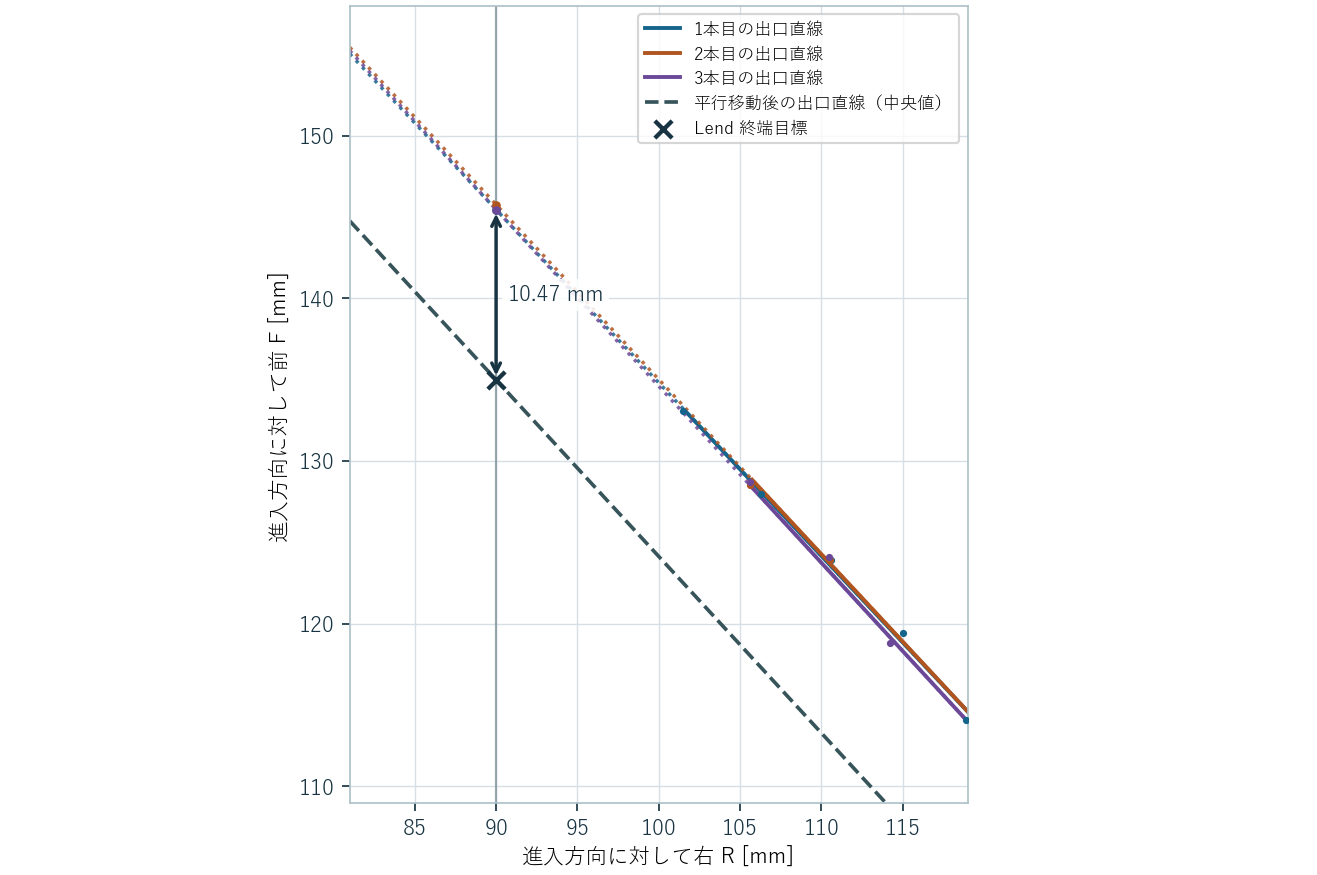 1本目の出口直線
2本目の出口直線
3本目の出口直線
平行移動後の出口直線（中央値）
Lend 終端目標
150
140
130
120
110
10.47 mm
進入方向に対して前 F [mm]
85
90
95
100
105
110
115
進入方向に対して右 R [mm]